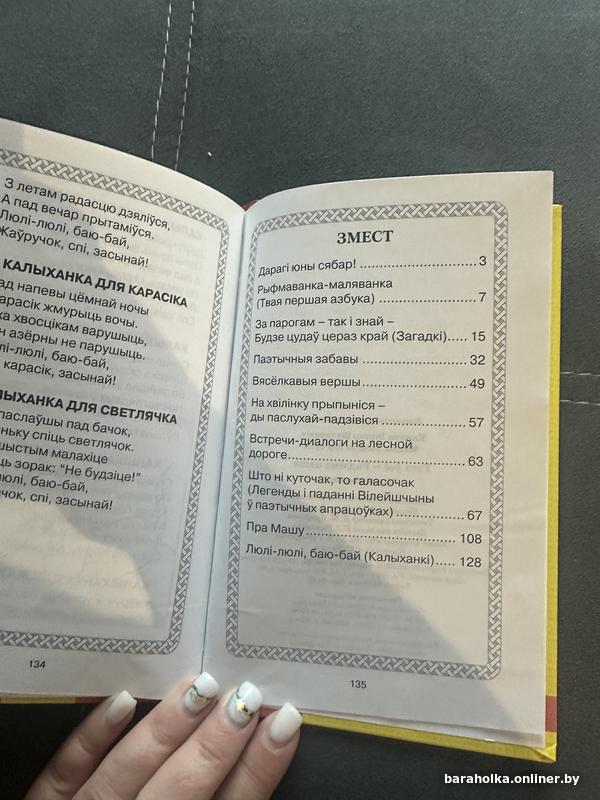 З летам радасцю дзяліўся,
А пад вечар прытаміўся.
Люлі-люлі, баю-бай,
Жаўручок, спі, засынай!
КАЛЫХАНКА ДЛЯ КАРАСІКА
напевы цёмнай ночы
карасік жмурыць вочы.
хвосцікам варушыць,
азёрны не парушыць.
люлі, баю-бай,
карасік, засынай!
КАЛЫХАНКА ДЛЯ СВЕТЛЯЧКА
паслаўшы пад бачок,
спіць светлячок.
малахіце
зорак: "Не будзіце!"
люлі, баю-бай,
спі, засынай!
134
ЗМЕСТ
Дарагі юны сябар! ........................ 3
Рыфмаванка-маляванка
(Твая першая азбука) .................... 7
За парогам – так і знай –
Будзе цудаў цераз край (Загадкі)..... 15
Паэтычныя забавы ...................... 32
Вясёлкавыя вершы ...................... 49
На хвілінку прыпыніся –
ды паслухай-падзівіся .................. 57
Встречи-диалоги на лесной
дороге........................................ 63
Што ні куточак, то галасочак
(Легенды і паданні Вілейшчыны
ў паэтычных апрацоўках) ............... 67
Пра Машу .................................. 108
Люлі-люлі, баю-бай (Калыханкі)..... 128
135
baraholka.onliner.by